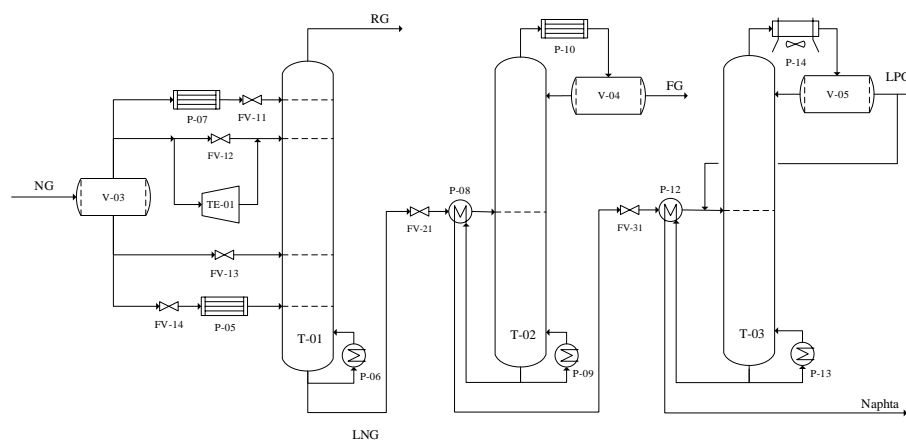 RG
P-10
P-14
LPG
P-07
FV-11
V-04
FG
V-05
FV-12
NG
V-03
TE-01
P-08
P-12
FV-21
FV-31
FV-13
FV-14
P-05
T-01
T-02
T-03
P-06
P-09
P-13
Naphta
LNG